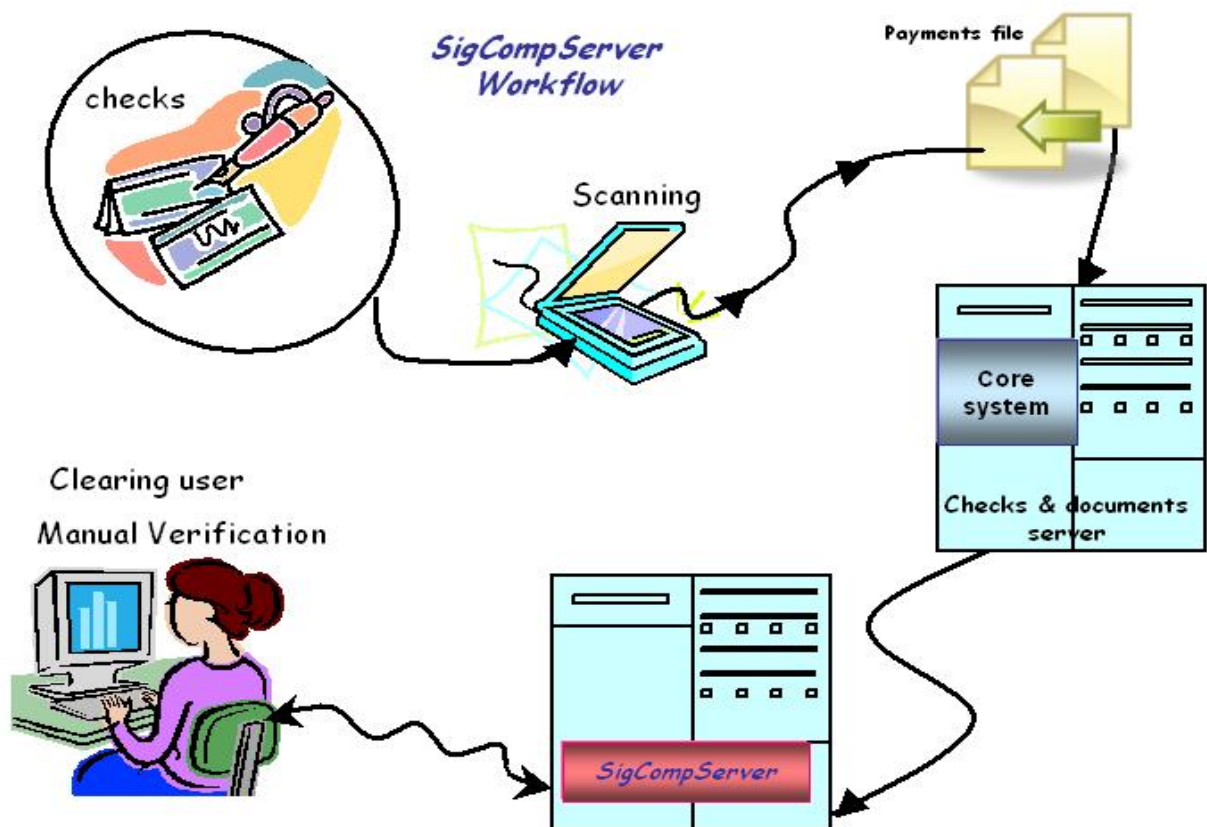 SigCompServer
Workflow
Payments file
checks
Scanning
Core
system
Checks & documents
server
Clearing user
Manual Verification
SigCompServer